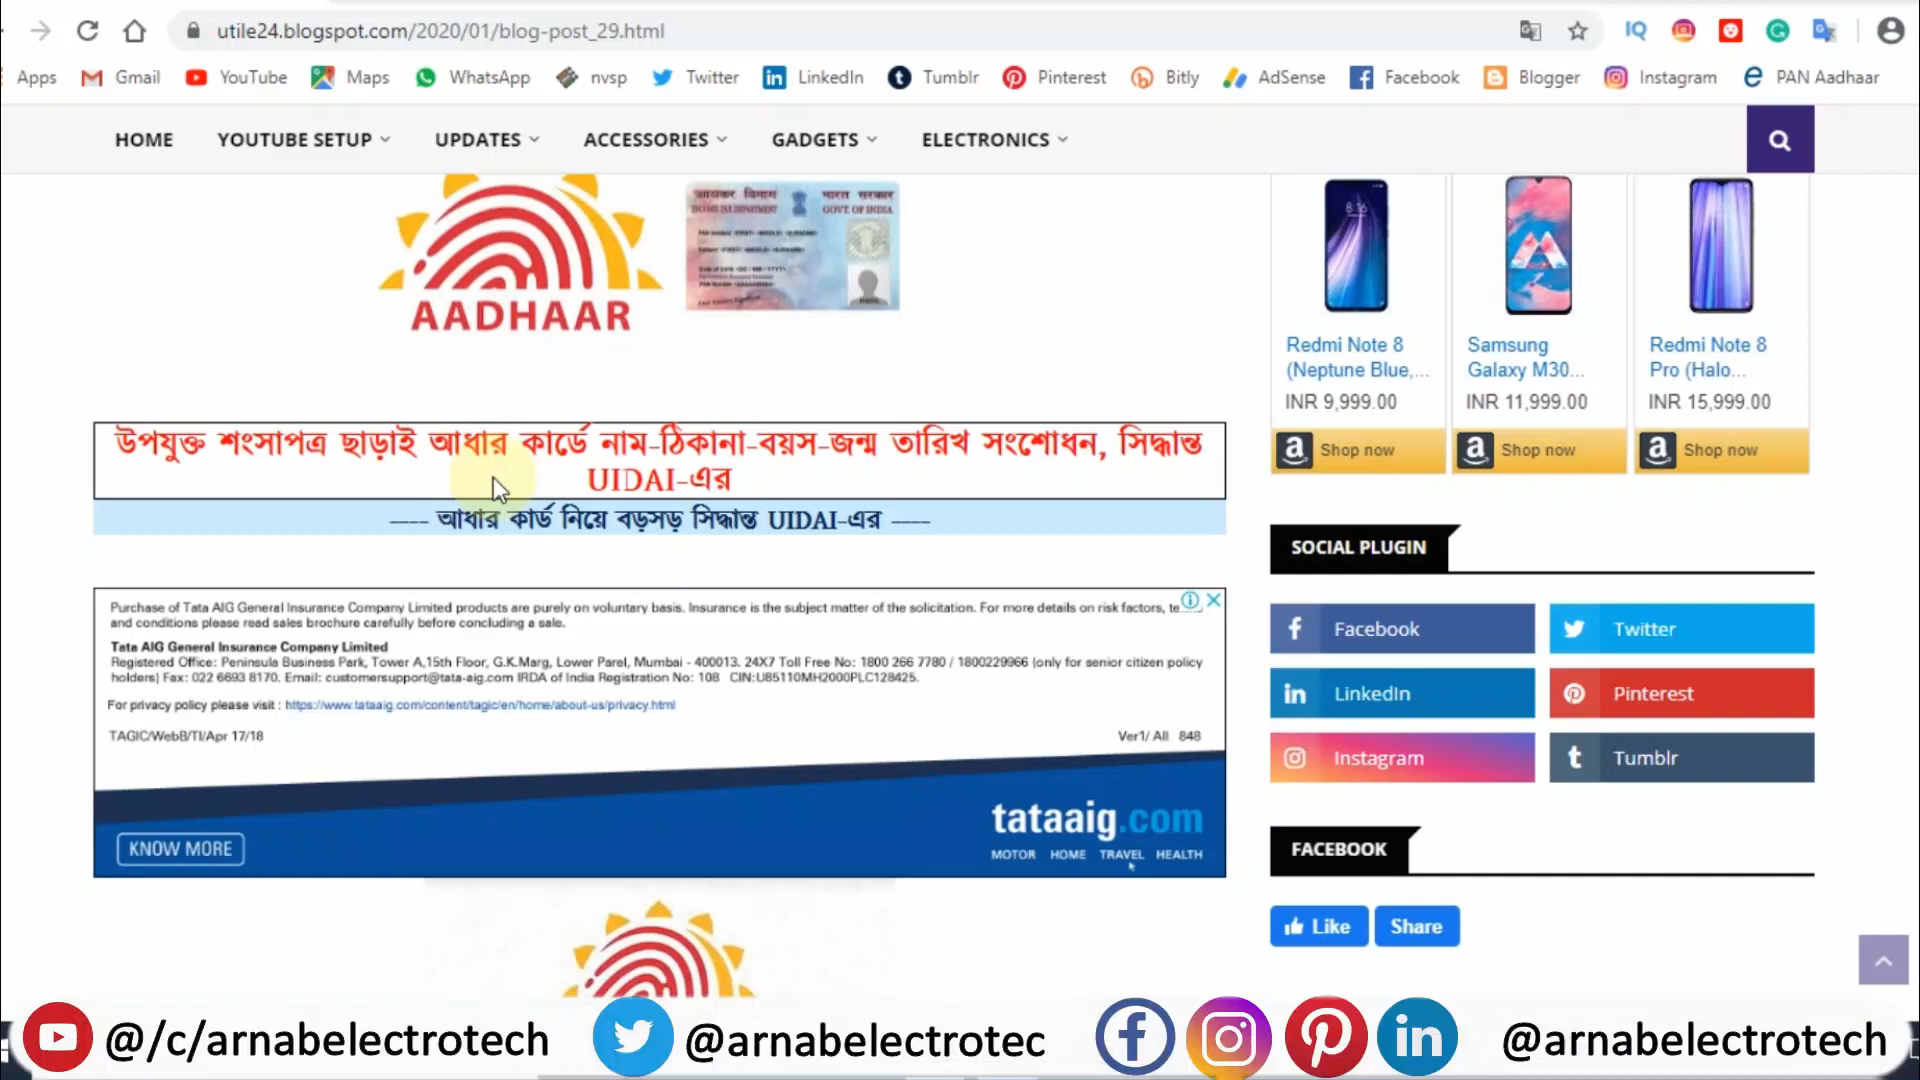 utile24.blogspot.com/2020/01/blog-post_29.html
Apps Gmail YouTube Maps WhatsApp nvsp Twitter LinkedIn Tumblr Pinterest Bitly AdSense Facebook Blogger Instagram PAN Aadhaar
HOME YOUTUBE SETUP UPDATES ACCESSORIES GADGETS ELECTRONICS
AADHAAR
आयकर विभाग भारत सरकार
INCOME TAX DEPARTMENT GOVT. OF INDIA
Redmi Note 8 (Neptune Blue,...
INR 9,999.00
Shop now
Samsung Galaxy M30...
INR 11,999.00
Shop now
Redmi Note 8 Pro (Halo...
INR 15,999.00
Shop now
উপযুক্ত শংসাপত্র ছাড়াই আধার কার্ডে নাম-ঠিকানা-বয়স-জন্ম তারিখ সংশোধন, সিদ্ধান্ত
UIDAI-এর
---- আধার কার্ড নিয়ে বড়সড় সিদ্ধান্ত UIDAI-এর ----
Purchase of Tata AIG General Insurance Company Limited products are purely on voluntary basis. Insurance is the subject matter of the solicitation. For more details on risk factors, te...
and conditions please read sales brochure carefully before concluding a sale.
Tata AIG General Insurance Company Limited
Registered Office: Peninsula Business Park, Tower A,15th Floor, G.K.Marg, Lower Parel, Mumbai - 400013. 24X7 Toll Free No: 1800 266 7780 / 1800229966 (only for senior citizen policy
holders) Fax: 022 6693 8170. Email: customersupport@tata-aig.com IRDA of India Registration No: 108 CIN:U85110MH2000PLC128425.
For privacy policy please visit : https://www.tataaig.com/content/tagic/en/home/about-us/privacy.html
TAGIC/Web8/TI/Apr 17/18 Ver1/ All 848
tataaig.com
KNOW MORE
MOTOR HOME TRAVEL HEALTH
SOCIAL PLUGIN
Facebook Twitter
LinkedIn Pinterest
Instagram Tumblr
FACEBOOK
Like Share
@/c/arnabelectrotech @arnabelectrotec @arnabelectrotech